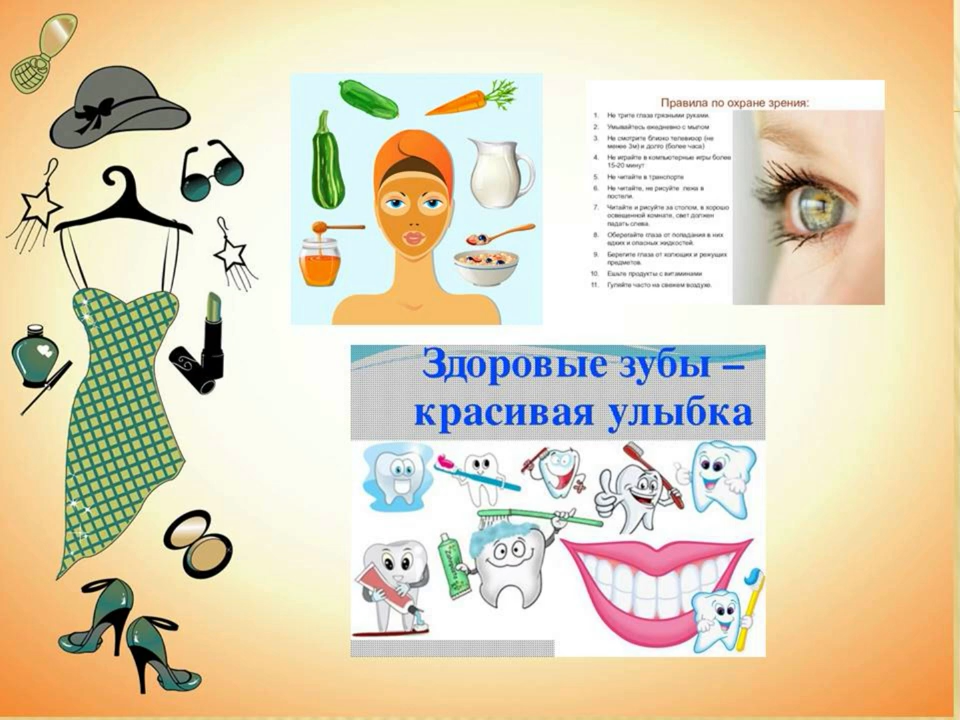 Правила по охране зрения:
1. Не трите глаза грязными руками.
2. Умывайтесь ежедневно с мылом
3. Не смотрите близко телевизор (не
менее 3м) и долго (более часа)
4. Не играйте в компьютерные игры более
15-20 минут
5. Не читайте в транспорте
6. Не читайте, не рисуйте лежа в
постели.
7. Читайте и рисуйте за столом, в хорошо
освещенной комнате, свет должен
падать слева.
8. Оберегайте глаза от попадания в них
едких и опасных жидкостей.
9. Берегите глаза от колющих и режущих
предметов.
10. Ешьте продукты с витаминами
11. Гуляйте часто на свежем воздухе.
Здоровые зубы –
красивая улыбка